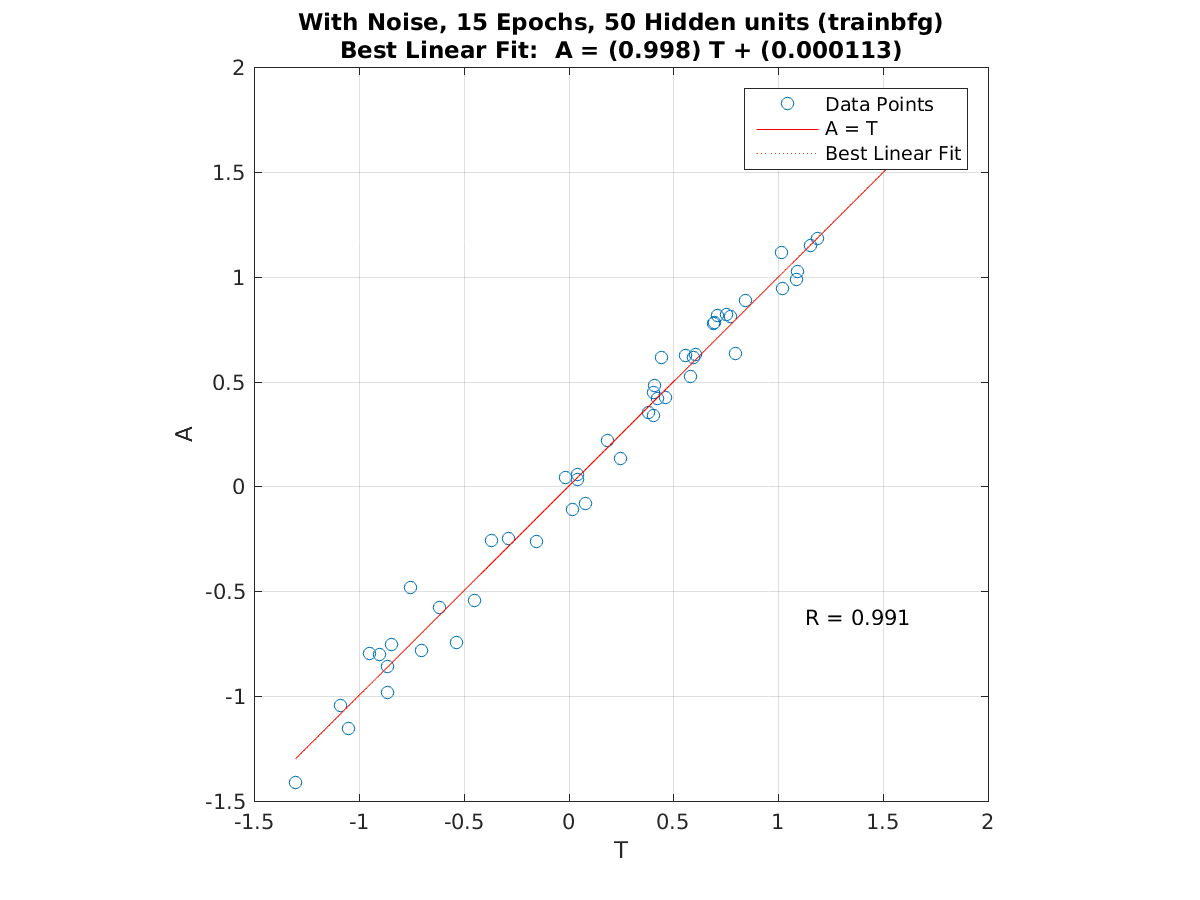 With Noise, 15 Epochs, 50 Hidden units (trainbfg)
Best Linear Fit:  A = (0.998) T + (0.000113)
2
1.5
1
0.5
0
-0.5
-1
-1.5
A
Data Points
A = T
Best Linear Fit
R = 0.991
-1.5 -1 -0.5 0 0.5 1 1.5 2
T